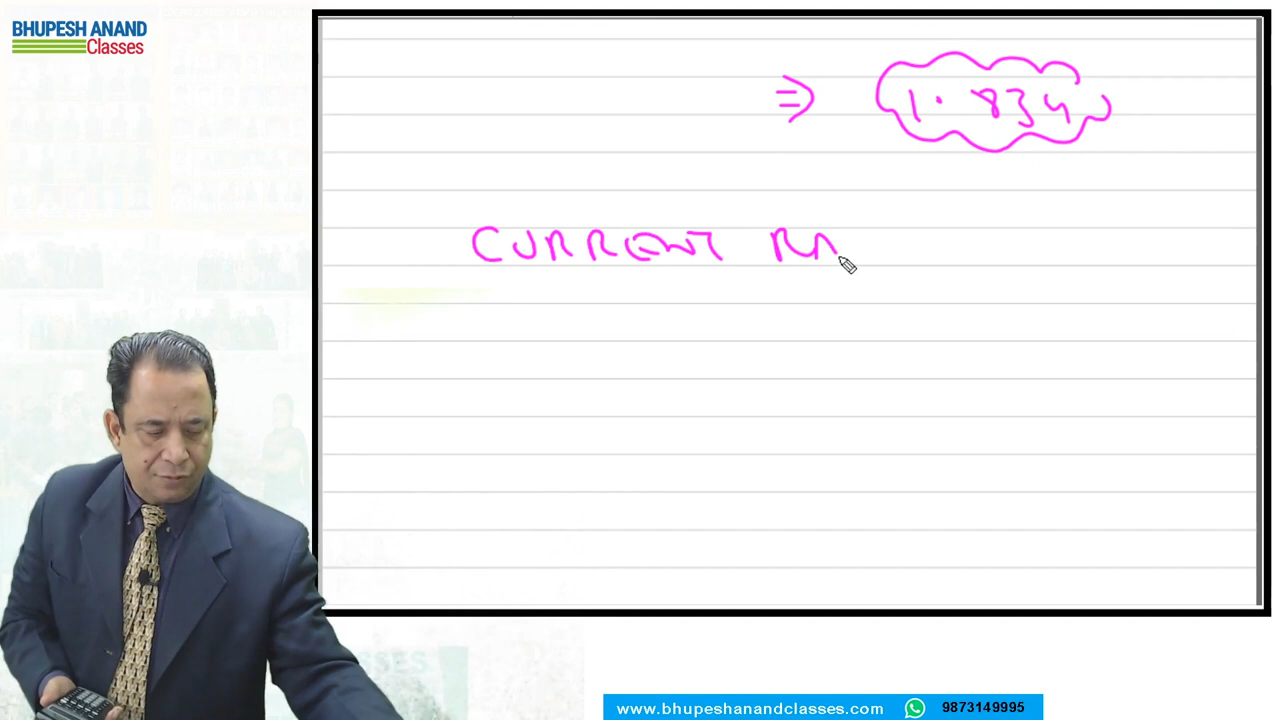 BHUPESH ANAND
Classes
⇒ 1.834
CURRENT RA
www.bhupeshanandclasses.com 9873149995